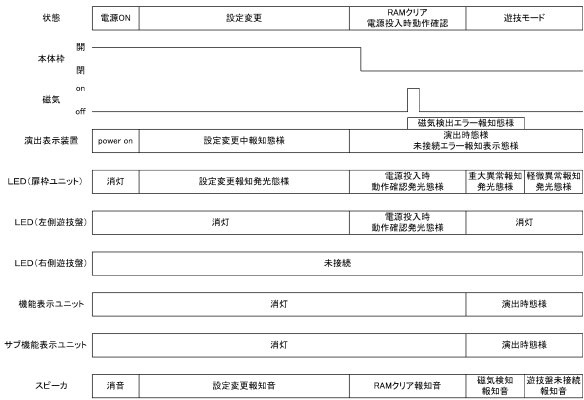 状態
電源ON
設定変更
RAMクリア
電源投入時動作確認
遊技モード
本体枠
開
閉
磁気
on
off
磁気検出エラー報知態様
演出表示装置
power on
設定変更中報知態様
演出時態様
未接続エラー報知表示態様
LED(扉枠ユニット)
消灯
設定変更報知発光態様
電源投入時
動作確認発光態様
重大異常報知
発光態様
軽微異常報知
発光態様
LED(左側遊技盤)
消灯
電源投入時
動作確認発光態様
消灯
LED(右側遊技盤)
未接続
機能表示ユニット
消灯
演出時態様
サブ機能表示ユニット
消灯
演出時態様
スピーカ
消音
設定変更報知音
RAMクリア報知音
磁気検知
報知音
遊技盤未接続
報知音